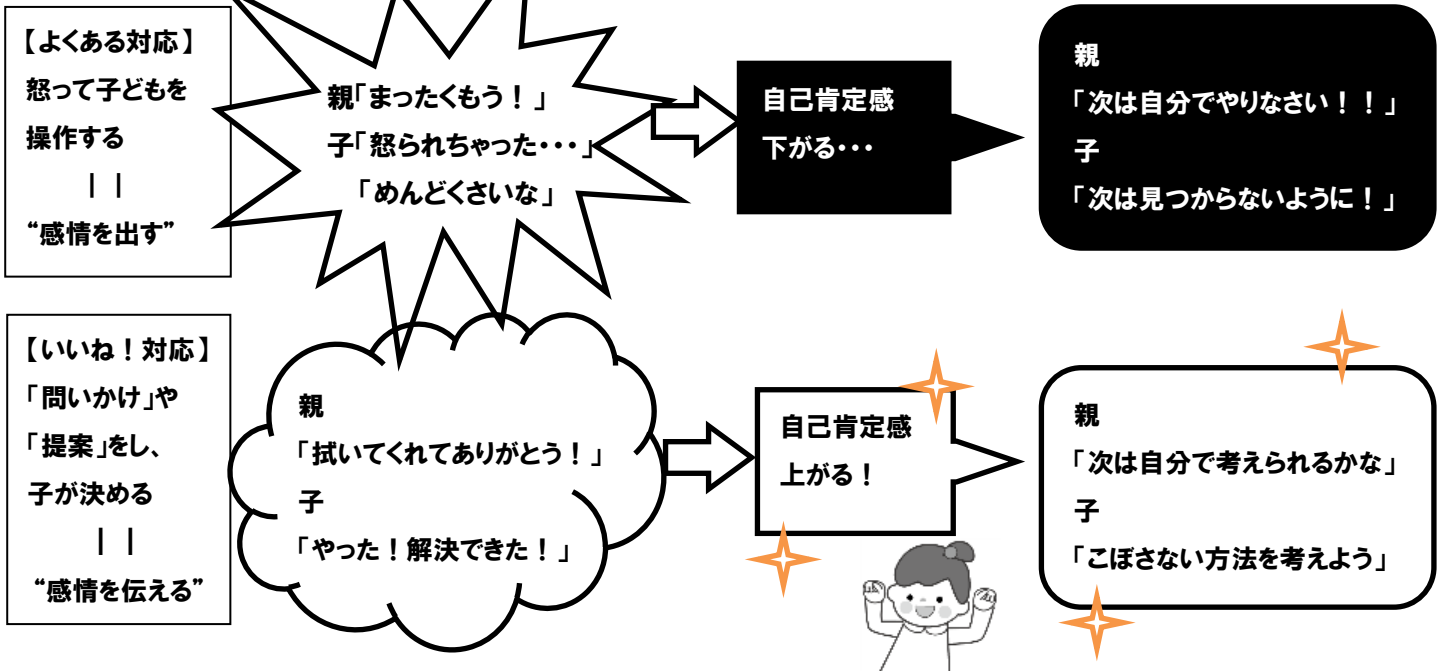 【よくある対応】
怒って子どもを
操作する
||
“感情を出す”
親「まったくもう！」
子「怒られちゃった・・・」
「めんどくさいな」
自己肯定感
下がる・・・
親
「次は自分でやりなさい！！」
子
「次は見つからないように！」
【いいね！対応】
「問いかけ」や
「提案」をし、
子が決める
||
“感情を伝える”
親
「拭いてくれてありがとう！」
子
「やった！解決できた！」
自己肯定感
上がる！
親
「次は自分で考えられるかな」
子
「こぼさない方法を考えよう」